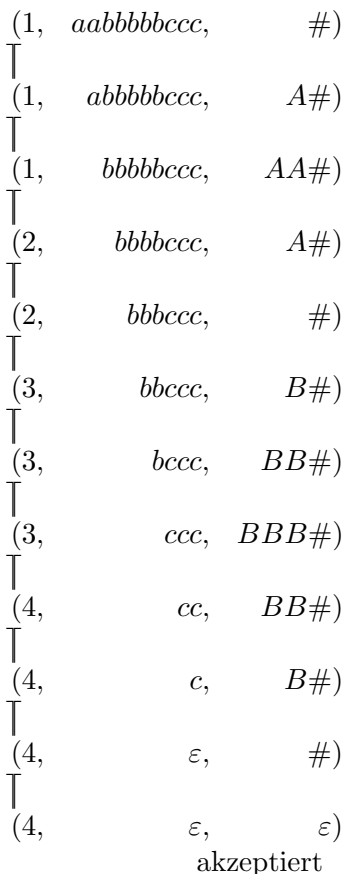 (1, aabbbbbccc, #)
⊤
(1, abbbbbccc, A#)
⊤
(1, bbbbbccc, AA#)
⊤
(2, bbbbccc, A#)
⊤
(2, bbbccc, #)
⊤
(3, bbccc, B#)
⊤
(3, bccc, BB#)
⊤
(3, ccc, BBB#)
⊤
(4, cc, BB#)
⊤
(4, c, B#)
⊤
(4, ε, #)
⊤
(4, ε, ε)
akzeptiert